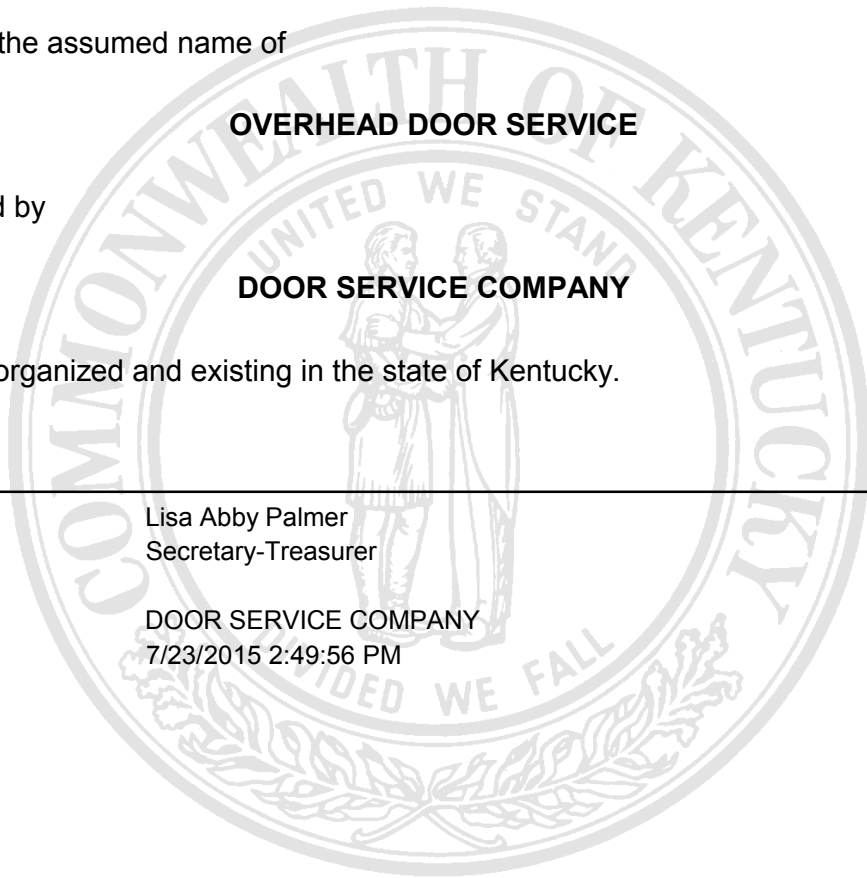 the assumed name of
OVERHEAD DOOR SERVICE
d by
DOOR SERVICE COMPANY
organized and existing in the state of Kentucky.
Lisa Abby Palmer
Secretary-Treasurer
DOOR SERVICE COMPANY
7/23/2015 2:49:56 PM
COMMONWEALTH OF KENTUCKY
UNITED WE STAND
DIVIDED WE FALL